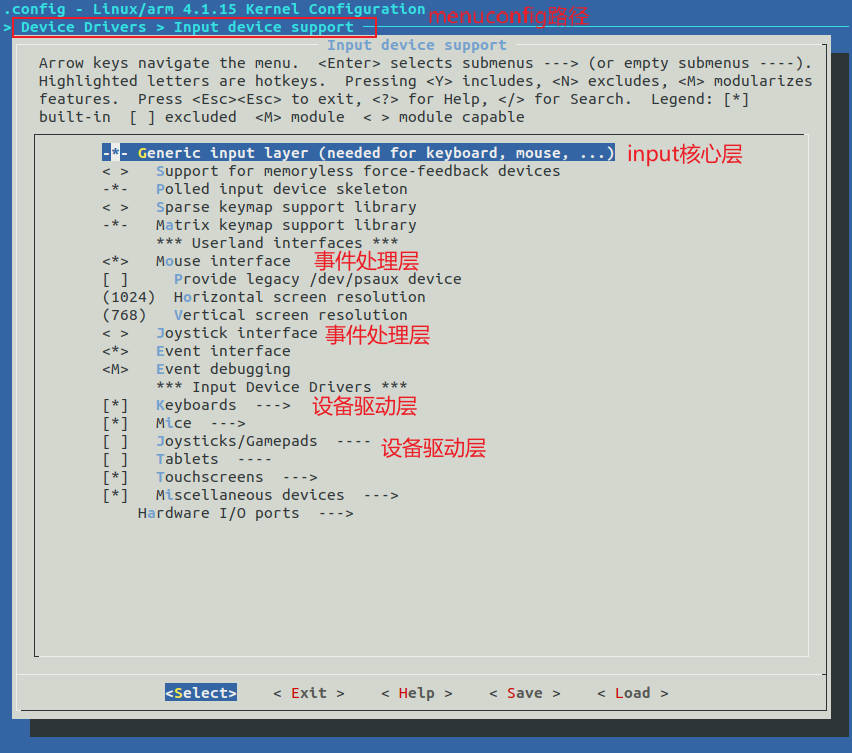 .config - Linux/arm 4.1.15 Kernel Configuration
> Device Drivers > Input device support menuconfig路径
Input device support
Arrow keys navigate the menu.  <Enter> selects submenus ---> (or empty submenus ----).
Highlighted letters are hotkeys.  Pressing <Y> includes, <N> excludes, <M> modularizes
features.  Press <Esc><Esc> to exit, <?> for Help, </> for Search.  Legend: [*]
built-in  [ ] excluded  <M> module  < > module capable
-*- Generic input layer (needed for keyboard, mouse, ...) input核心层
< >   Support for memoryless force-feedback devices
-*-   Polled input device skeleton
< >   Sparse keymap support library
-*-   Matrix keymap support library
*** Userland interfaces ***
<*>   Mouse interface 事件处理层
[ ]     Provide legacy /dev/psaux device
(1024)  Horizontal screen resolution
(768)   Vertical screen resolution
< >   Joystick interface 事件处理层
<*>   Event interface
<M>   Event debugging
*** Input Device Drivers ***
[*]   Keyboards  ---> 设备驱动层
[*]   Mice  --->
[ ]   Joysticks/Gamepads  ---- 设备驱动层
[ ]   Tablets  ----
[*]   Touchscreens  --->
[*]   Miscellaneous devices  --->
Hardware I/O ports  --->
<Select>    < Exit >    < Help >    < Save >    < Load >